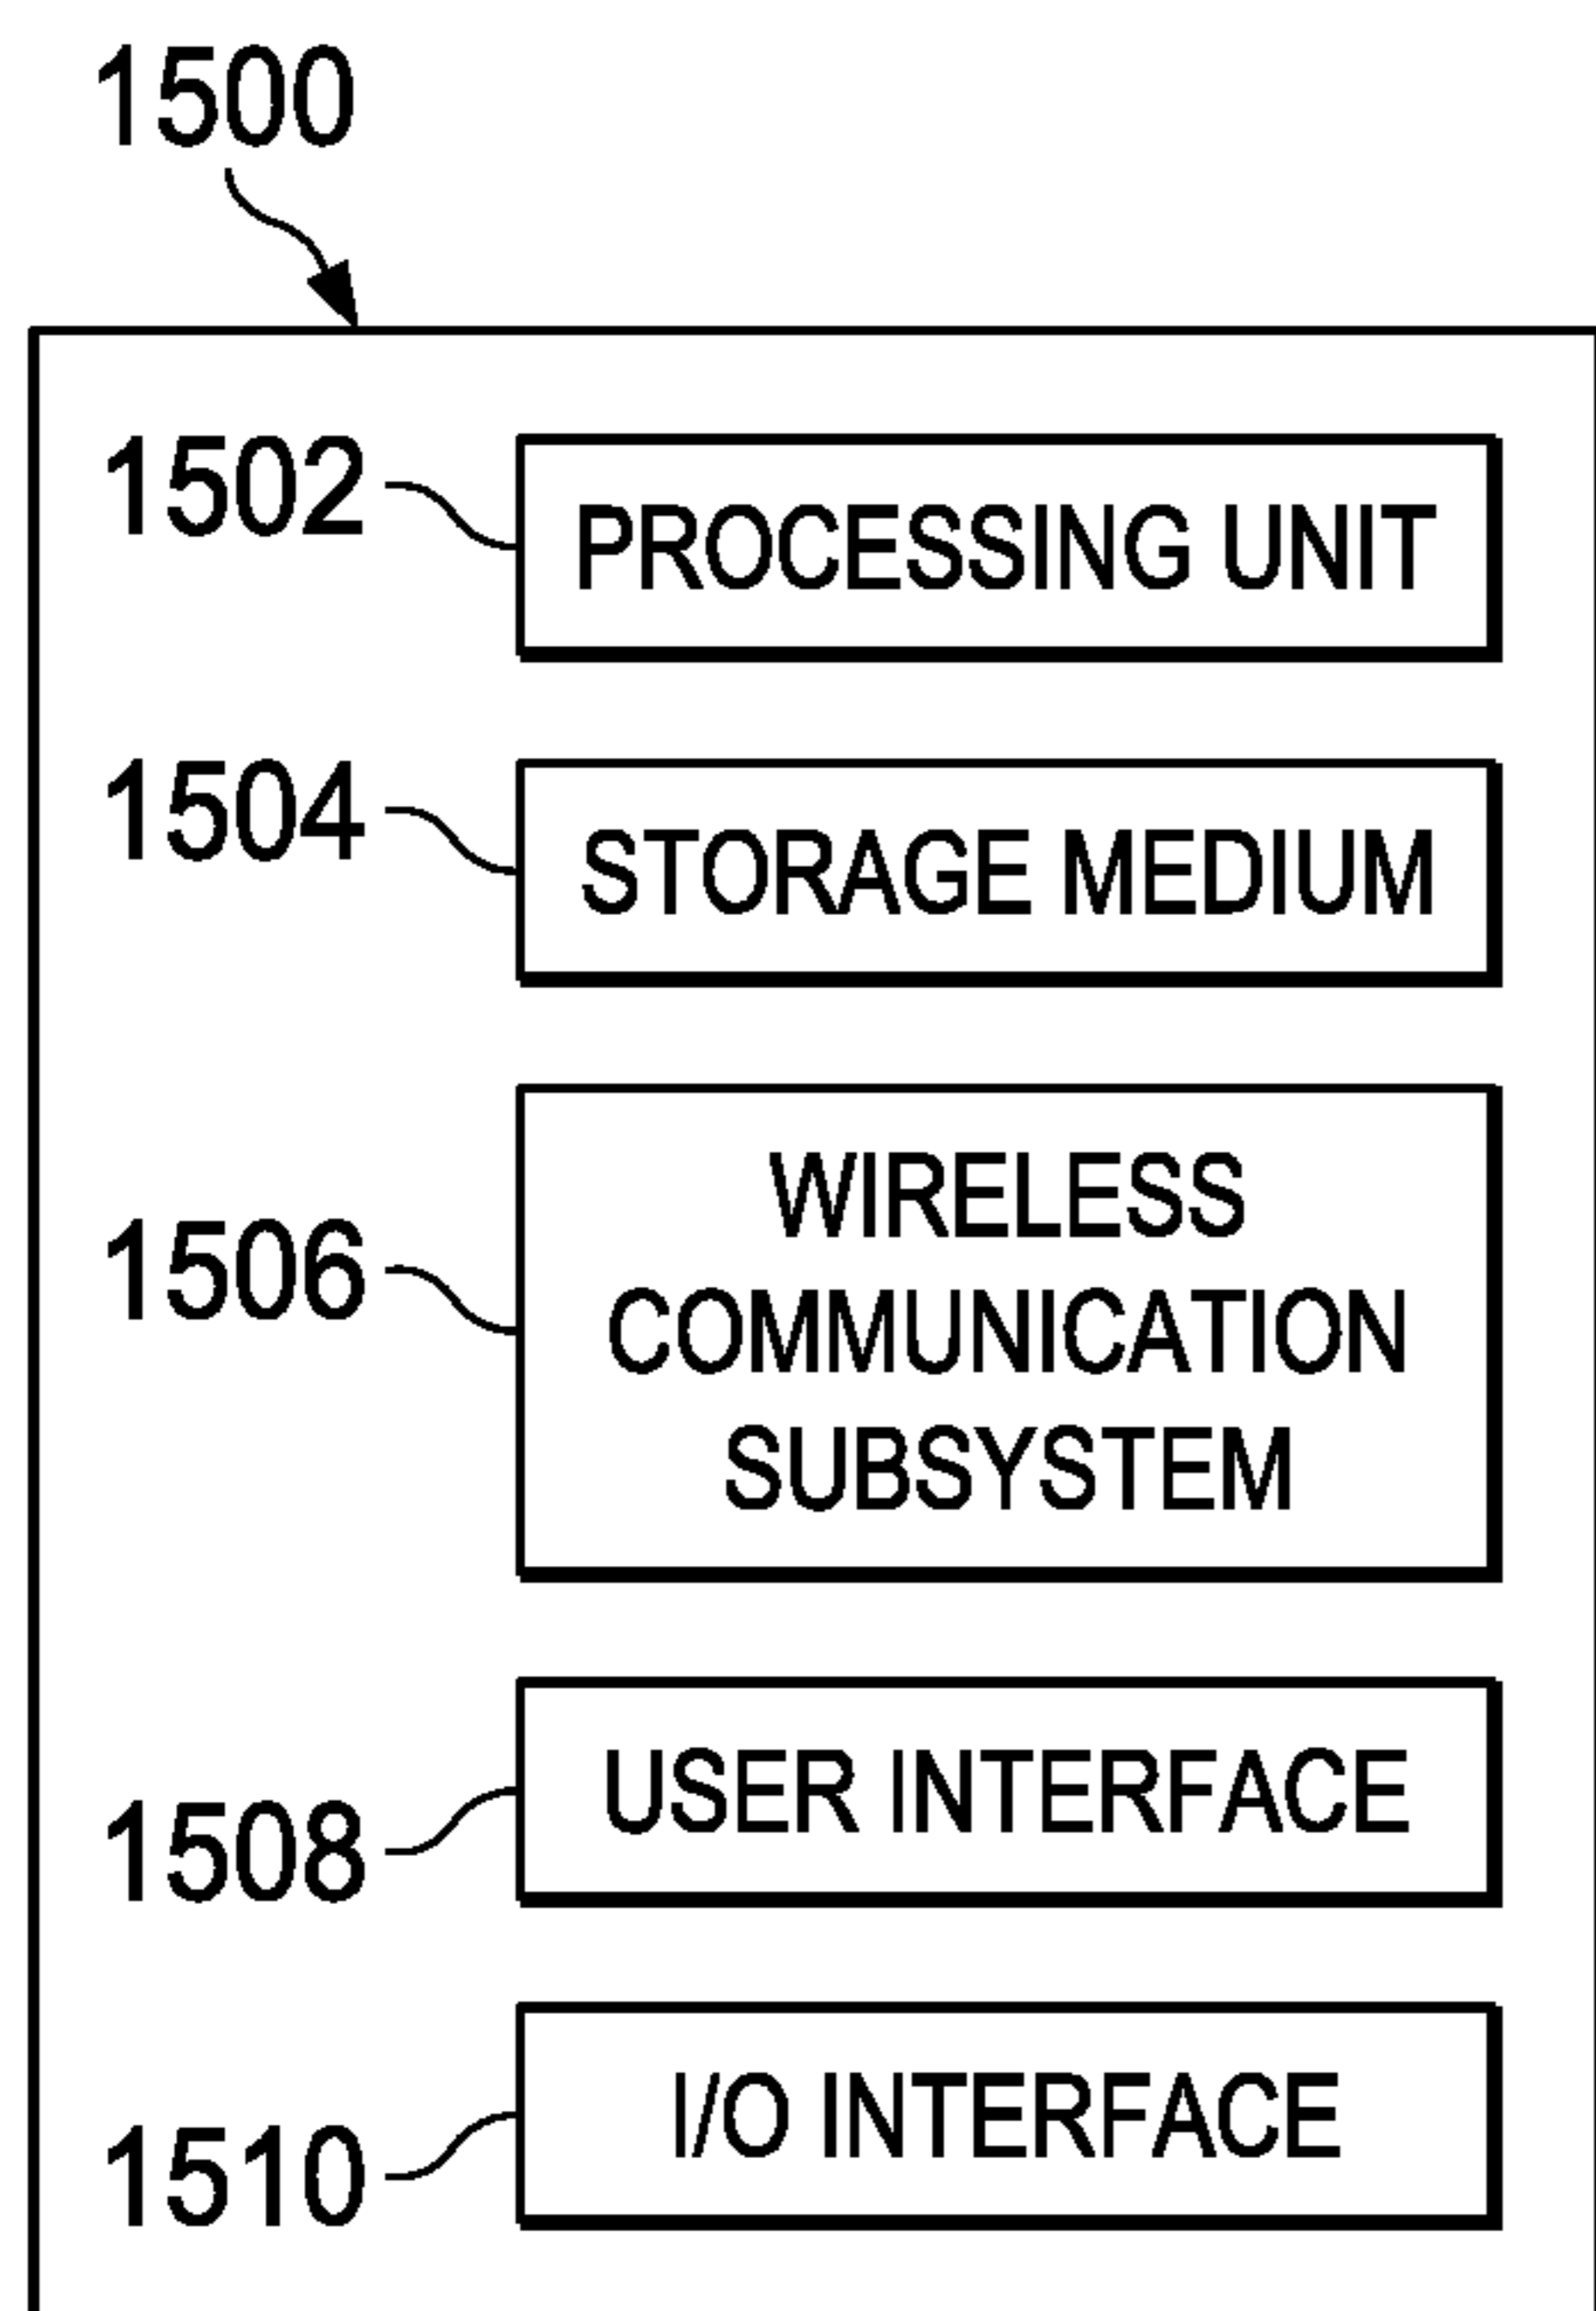 1500
1502
PROCESSING UNIT
1504
STORAGE MEDIUM
1506
WIRELESS
COMMUNICATION
SUBSYSTEM
1508
USER INTERFACE
1510
I/O INTERFACE